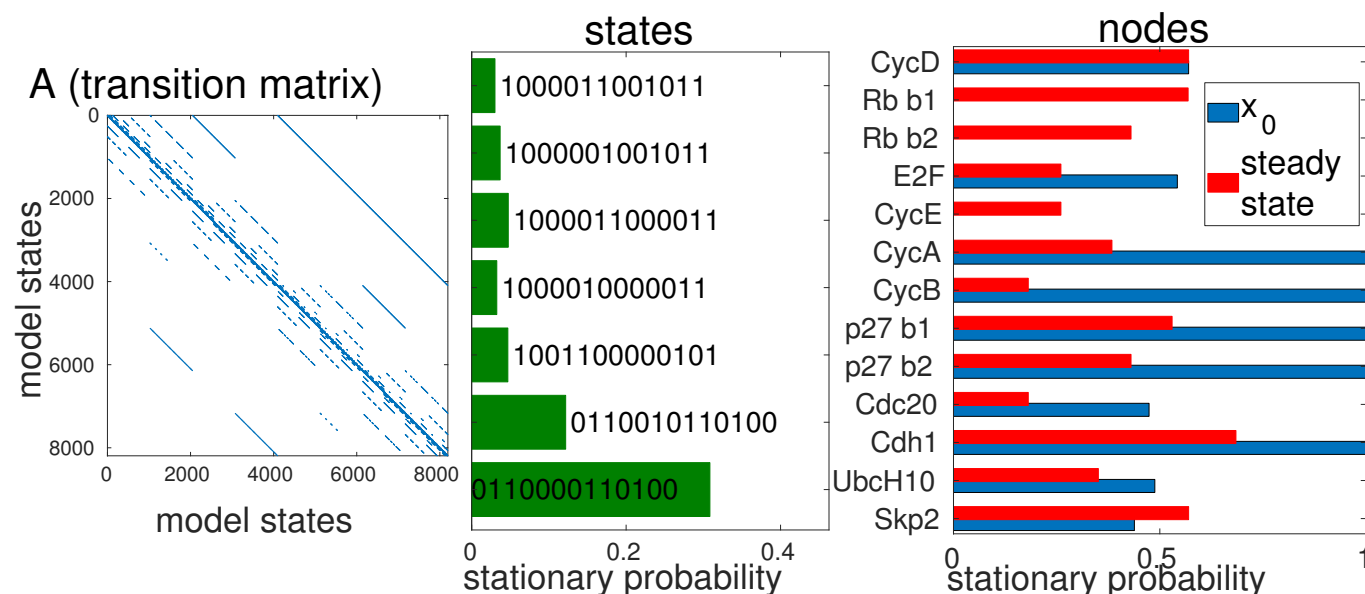 A (transition matrix)
0
2000
4000
6000
8000
model states
0
2000
4000
6000
8000
model states
states
1000011001011
1000001001011
1000011000011
1000010000011
1001100000101
0110010110100
0110000110100
0
0.2
0.4
stationary probability
nodes
CycD
Rb b1
Rb b2
E2F
CycE
CycA
CycB
p27 b1
p27 b2
Cdc20
Cdh1
UbcH10
Skp2
x0
steady
state
0
0.5
1
stationary probability